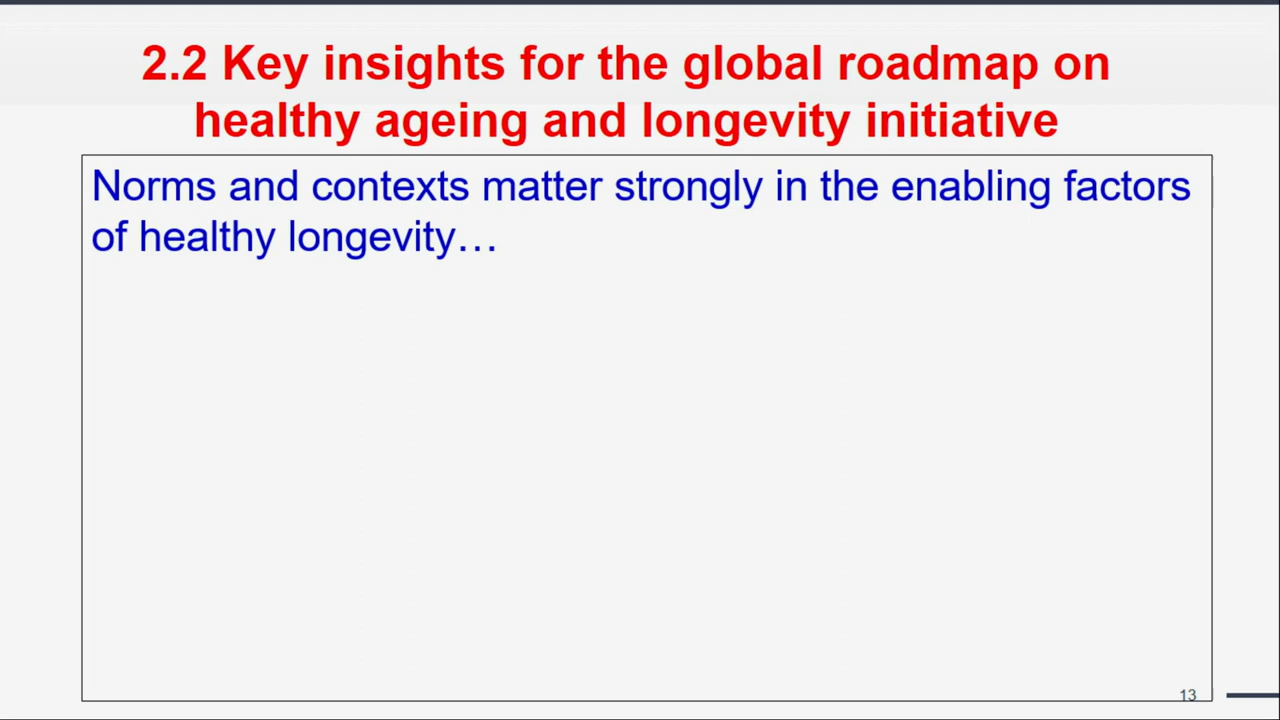 2.2 Key insights for the global roadmap on
healthy ageing and longevity initiative
Norms and contexts matter strongly in the enabling factors
of healthy longevity…
13